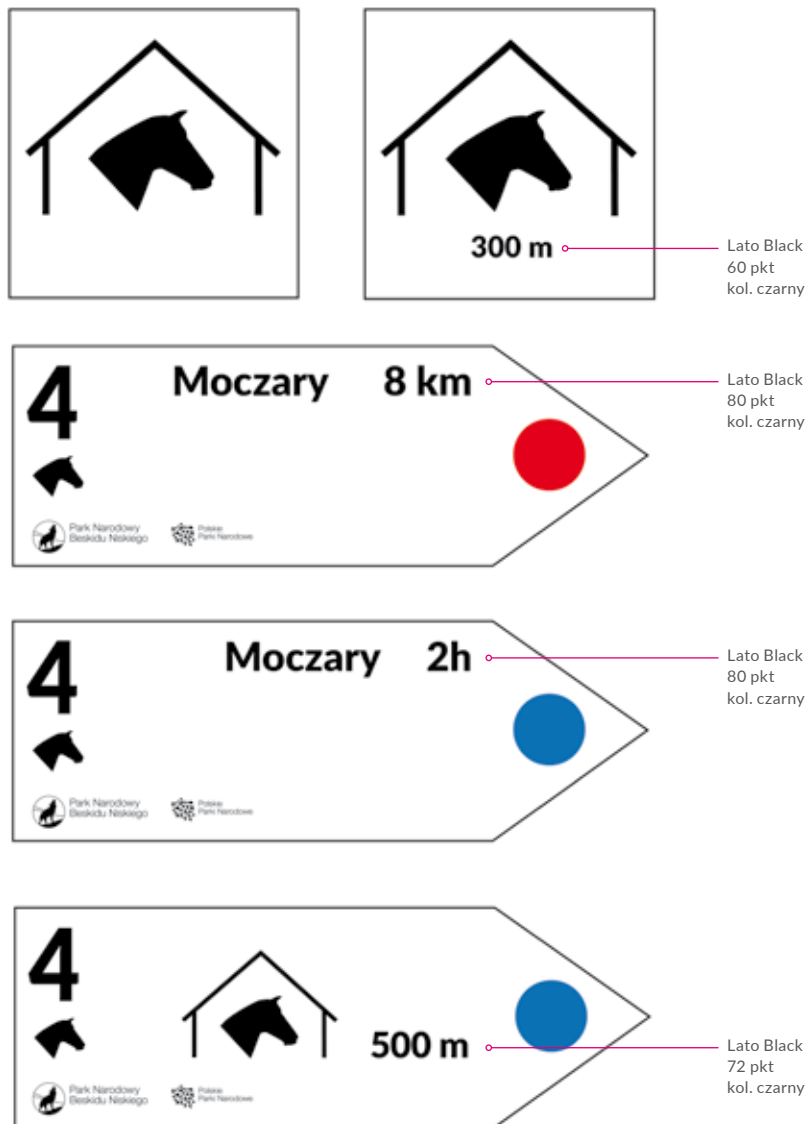 300 m
Lato Black
60 pkt
kol. czarny
4
Moczary 8 km
Lato Black
80 pkt
kol. czarny
Park Narodowy
Beskidu Niskiego
Polskie
Parki Narodowe
4
Moczary 2h
Lato Black
80 pkt
kol. czarny
Park Narodowy
Beskidu Niskiego
Polskie
Parki Narodowe
4
500 m
Lato Black
72 pkt
kol. czarny
Park Narodowy
Beskidu Niskiego
Polskie
Parki Narodowe